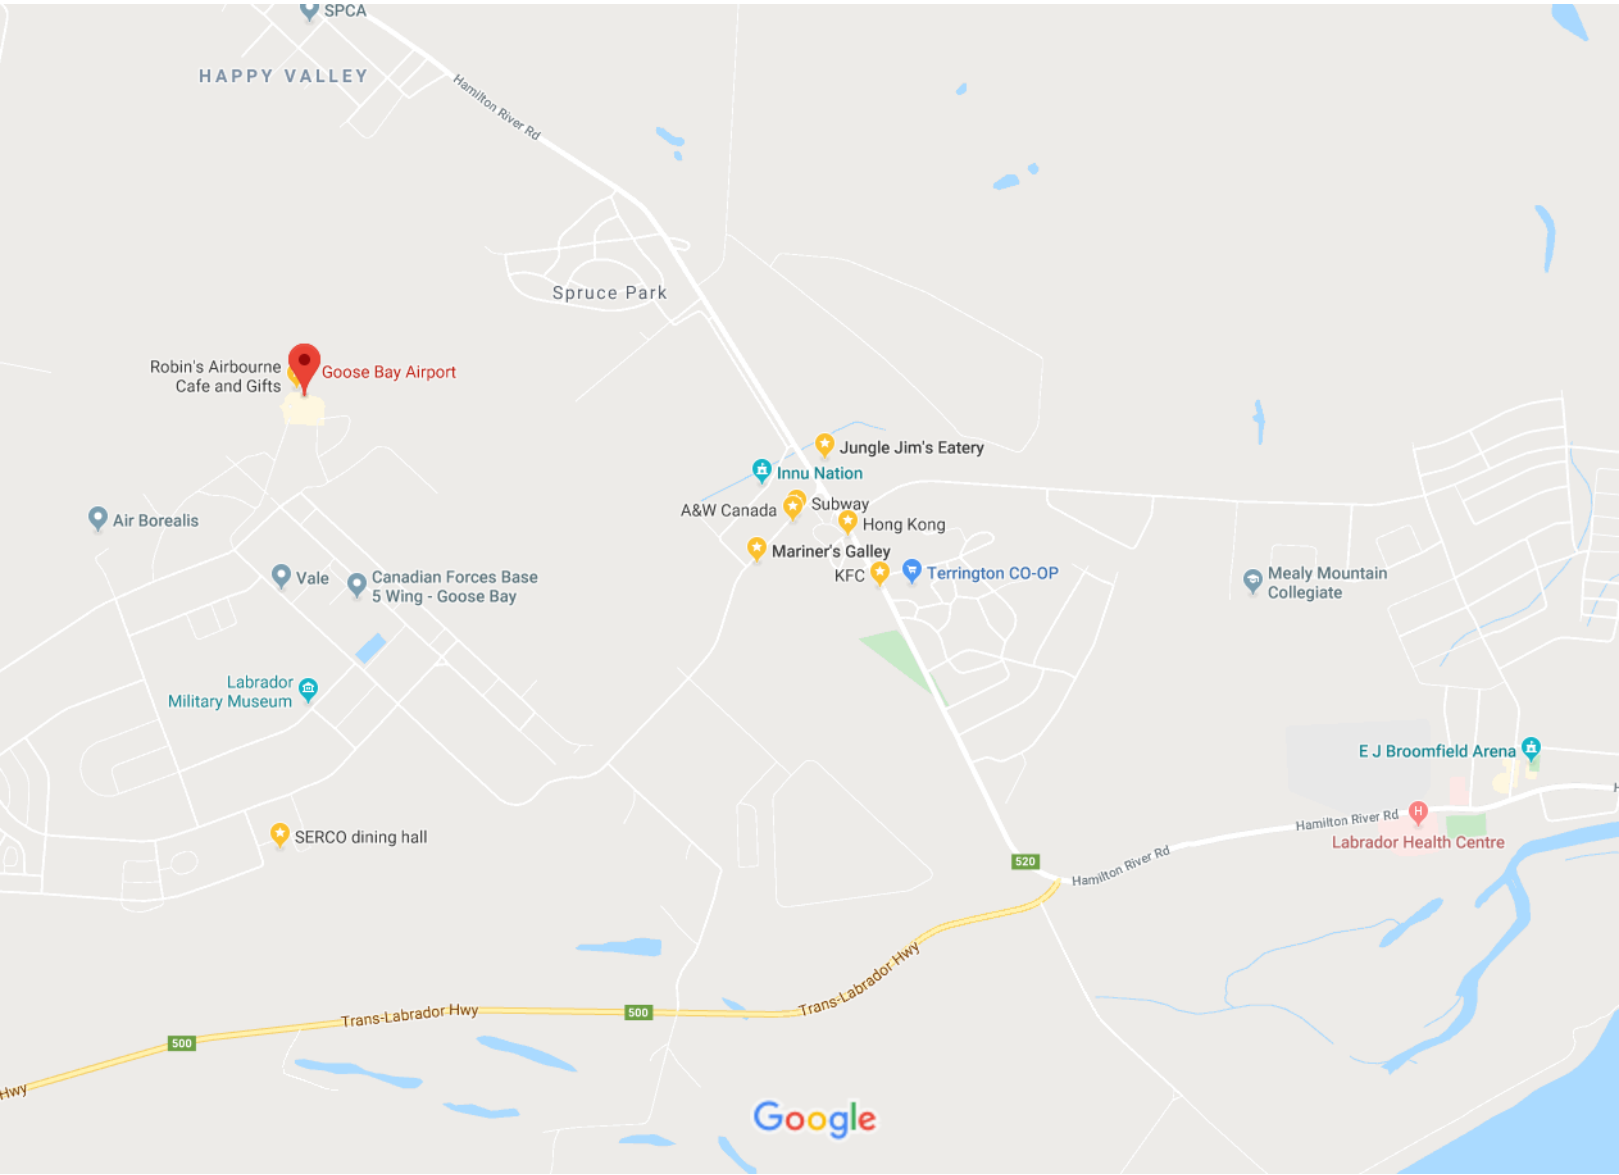 SPCA
HAPPY VALLEY
Hamilton River Rd
Spruce Park
Robin's Airbourne
Cafe and Gifts
Goose Bay Airport
Jungle Jim's Eatery
Innu Nation
A&W Canada
Subway
Hong Kong
Air Borealis
Mariner's Galley
KFC
Terrington CO-OP
Vale
Canadian Forces Base
5 Wing - Goose Bay
Mealy Mountain
Collegiate
Labrador
Military Museum
E J Broomfield Arena
SERCO dining hall
Hamilton River Rd
H
H
Labrador Health Centre
520
Hamilton River Rd
Trans-Labrador Hwy
Trans-Labrador Hwy
500
500
Hwy
Google